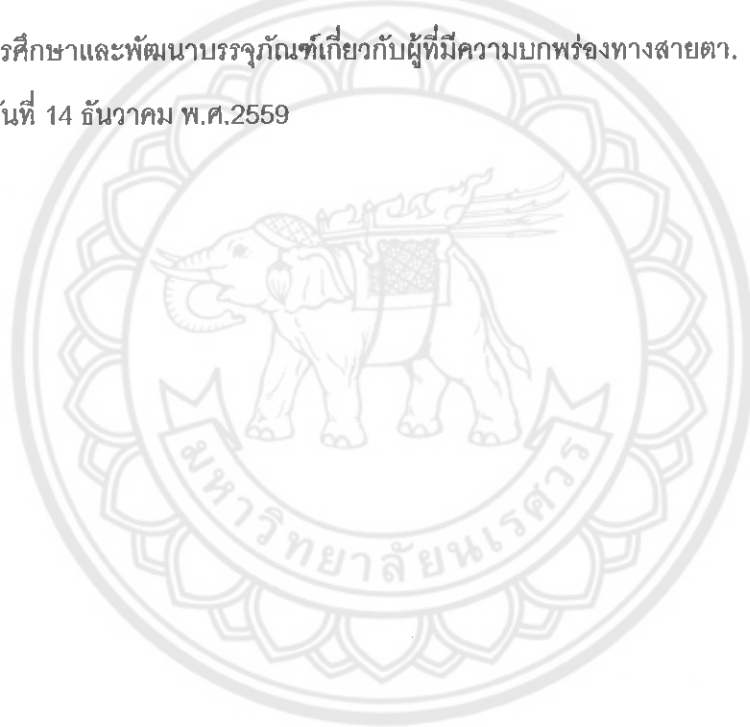 รศึกษาและพัฒนาบรรจุภัณฑ์เกี่ยวกับผู้ที่มีความบกพร่องทางสายตา.
นที่ 14 ธันวาคม พ.ศ.2559
มหาวิทยาลัยนเรศวร